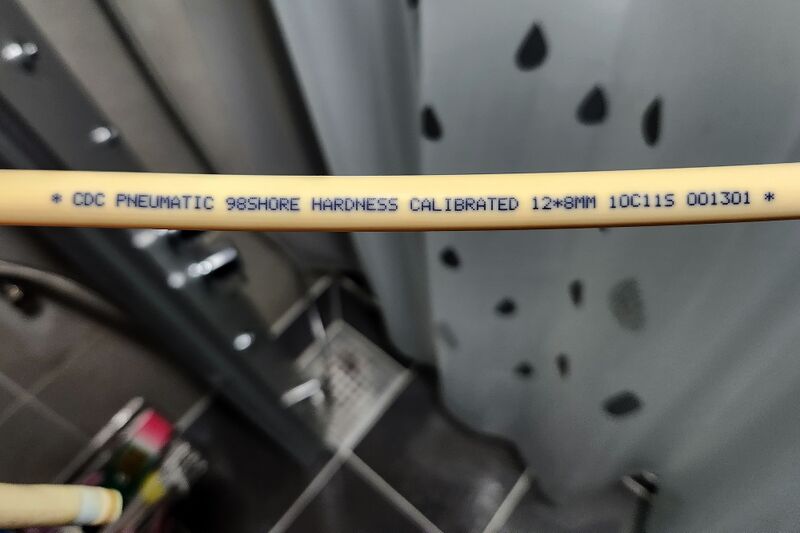 * CDC PNEUMATIC 98SHORE HARDNESS CALIBRATED 12*8MM 10C11S 001301 *